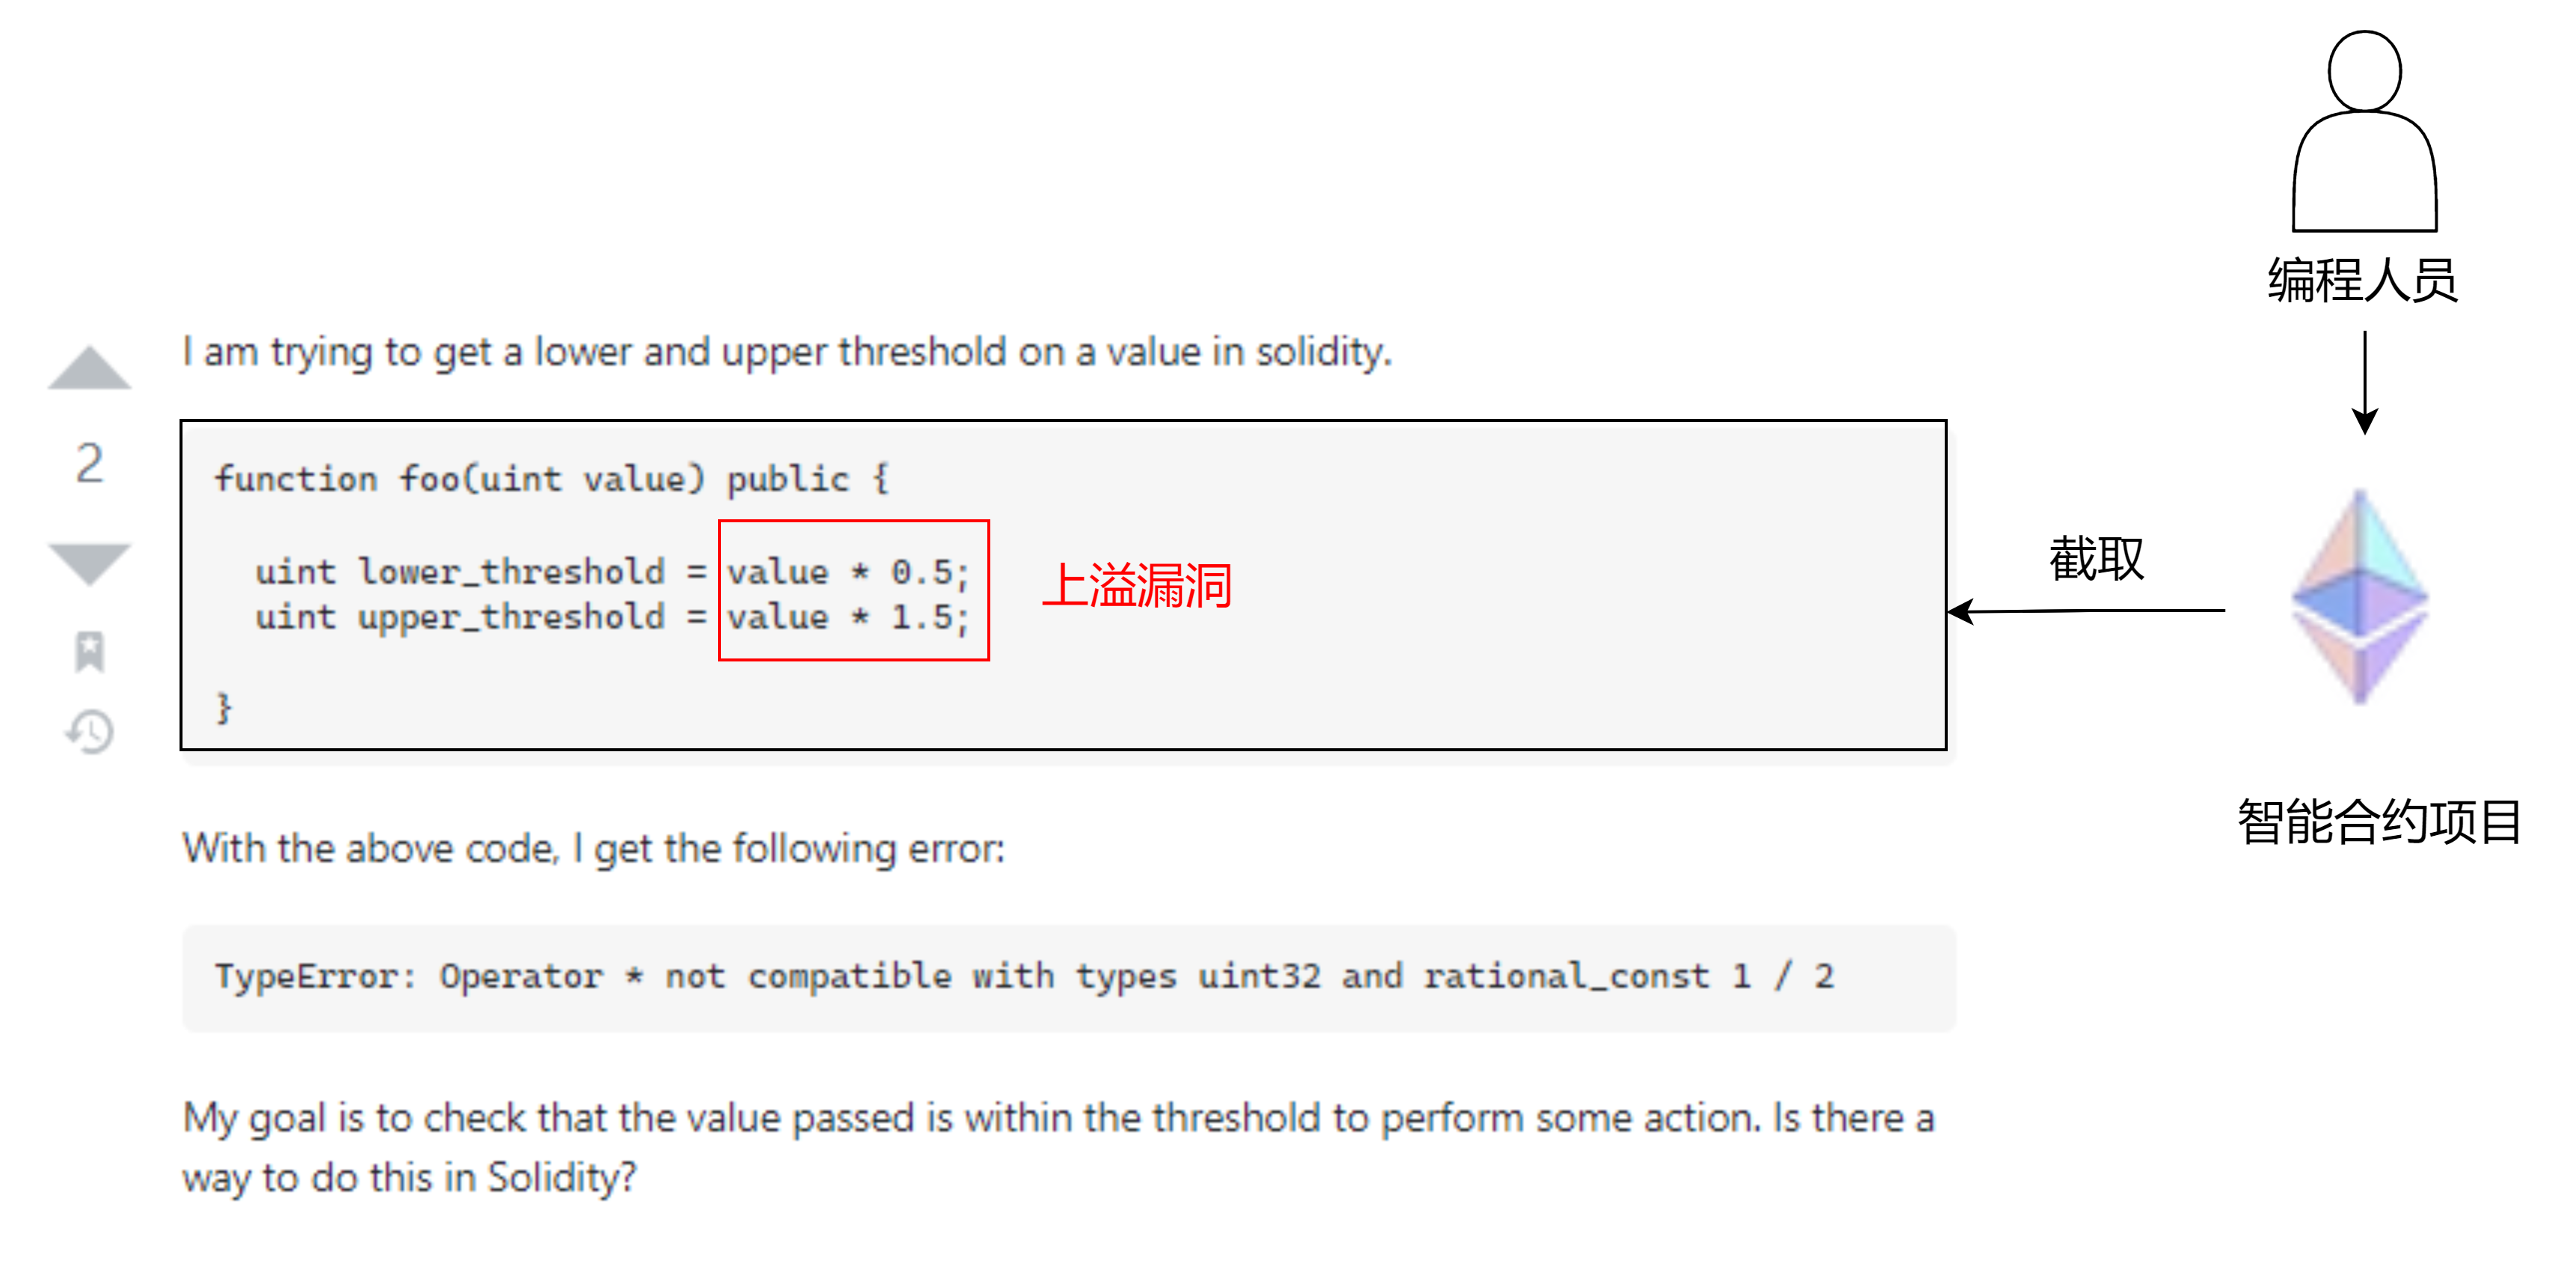 编程人员
I am trying to get a lower and upper threshold on a value in solidity.
2
function foo(uint value) public {
uint lower_threshold = value * 0.5;
uint upper_threshold = value * 1.5;
}
上溢漏洞
截取
智能合约项目
With the above code, I get the following error:
TypeError: Operator * not compatible with types uint32 and rational_const 1 / 2
My goal is to check that the value passed is within the threshold to perform some action. Is there a
way to do this in Solidity?